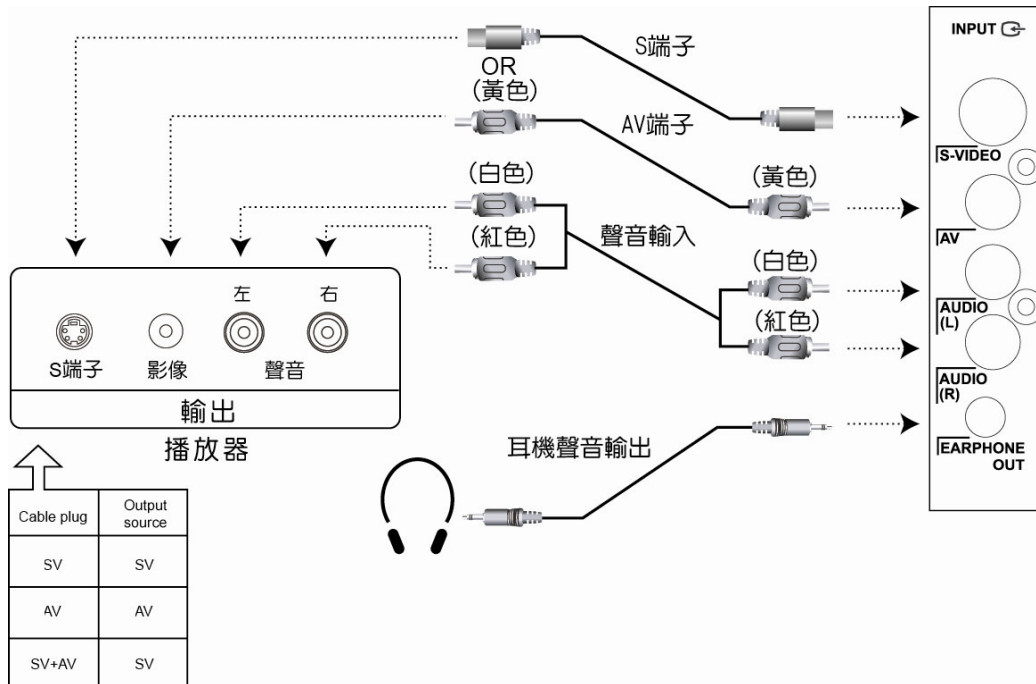 INPUT
S端子
OR
(黃色)
AV端子
S-VIDEO
(白色)
(黃色)
(紅色)
聲音輸入
AV
(白色)
左
右
AUDIO
(L)
(紅色)
S端子
影像
聲音
AUDIO
(R)
輸出
播放器
耳機聲音輸出
EARPHONE
OUT
Cable plug
Output
source
SV
SV
AV
AV
SV+AV
SV